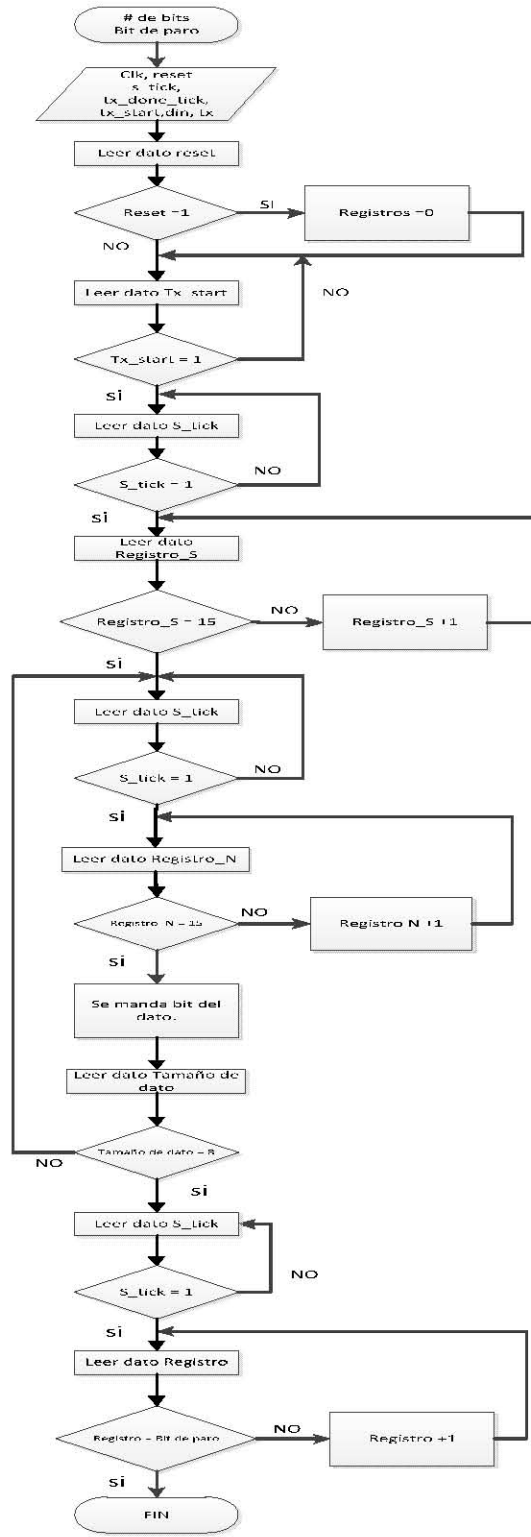 # de bits
Bit de paro
Clk, reset
s_tick,
tx_done_tick,
tx_start,din, tx
Leer dato reset
Reset =1
SI
Registros =0
NO
Leer dato Tx_start
NO
Tx_start = 1
si
Leer dato S_tick
S_tick = 1
NO
si
Leer dato
Registro_S
Registro_S = 15
NO
Registro_S +1
si
Leer dato S_tick
S_tick = 1
NO
si
Leer dato Registro_N
Registro_N = 15
NO
Registro N +1
si
Se manda bit del
dato.
Leer dato Tamaño de
dato
Tamaño de dato = 8
NO
si
Leer dato S_tick
NO
S_tick = 1
si
Leer dato Registro
Registro = Bit de paro
NO
Registro +1
si
FIN